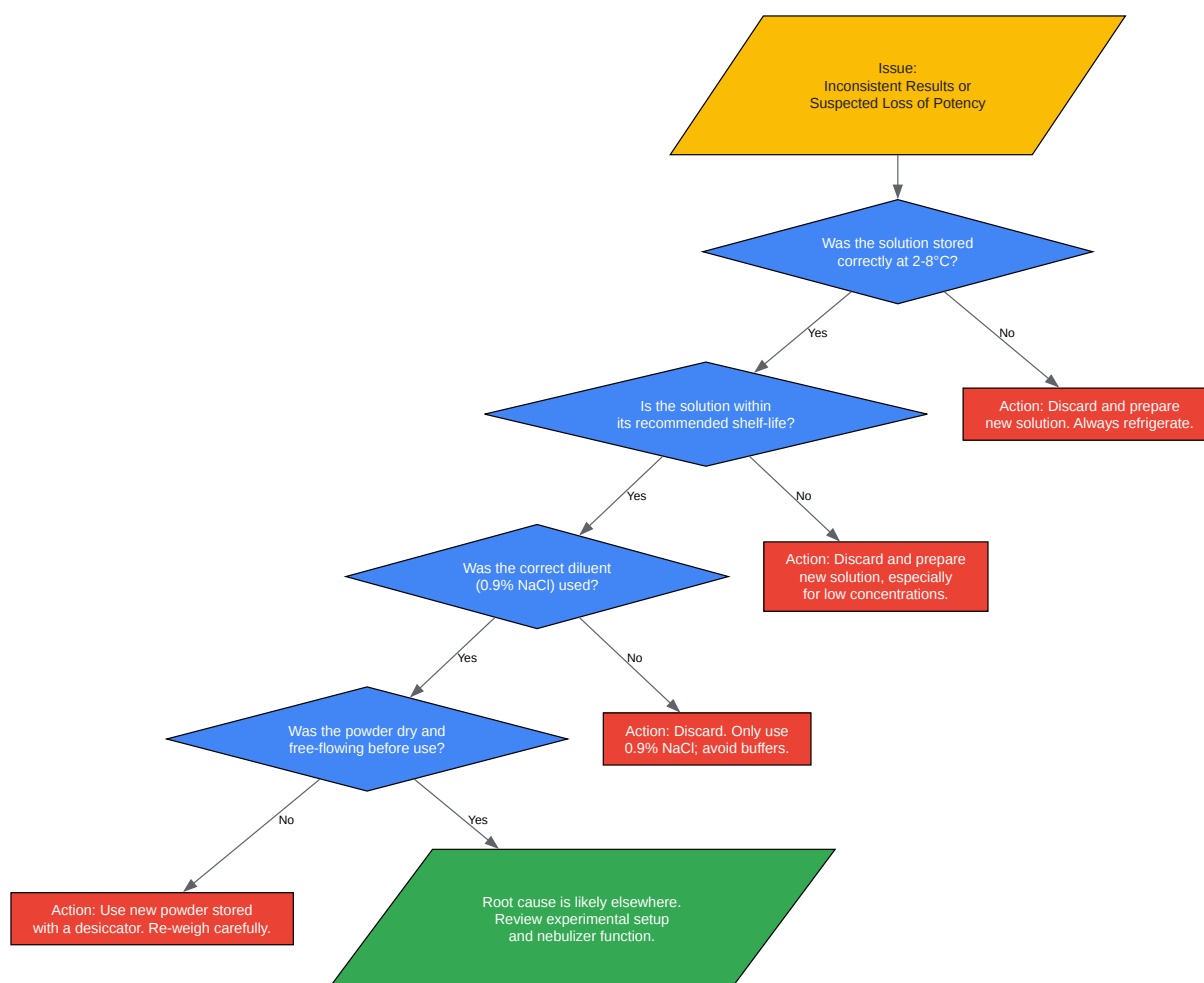 Issue:
Inconsistent Results or
Suspected Loss of Potency
Was the solution stored
correctly at 2-8°C?
Yes
No
Is the solution within
its recommended shelf-life?
Action: Discard and prepare
new solution. Always refrigerate.
Yes
No
Was the correct diluent
(0.9% NaCl) used?
Action: Discard and prepare
new solution, especially
for low concentrations.
Yes
No
Was the powder dry and
free-flowing before use?
Action: Discard. Only use
0.9% NaCl; avoid buffers.
No
Yes
Action: Use new powder stored
with a desiccator. Re-weigh carefully.
Root cause is likely elsewhere.
Review experimental setup
and nebulizer function.